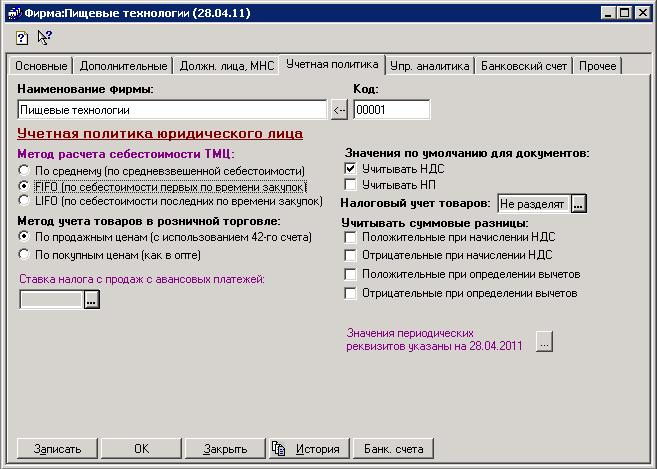 Фирма:Пищевые технологии (28.04.11)
Основные Дополнительные Должн. лица, МНС Учетная политика Упр. аналитика Банковский счет Прочее
Наименование фирмы: Код:
Пищевые технологии <-- 00001
Учетная политика юридического лица
Метод расчета себестоимости ТМЦ:
По среднему (по средневзвешенной себестоимости)
FIFO (по себестоимости первых по времени закупок)
LIFO (по себестоимости последних по времени закупок)
Метод учета товаров в розничной торговле:
По продажным ценам (с использованием 42-го счета)
По покупным ценам (как в опте)
Ставка налога с продаж с авансовых платежей:
...
Значения по умолчанию для документов:
Учитывать НДС
Учитывать НП
Налоговый учет товаров: Не разделят ...
Учитывать суммовые разницы:
Положительные при начислении НДС
Отрицательные при начислении НДС
Положительные при определении вычетов
Отрицательные при определении вычетов
Значения периодических
реквизитов указаны на 28.04.2011 ...
Записать OK Закрыть История Банк. счета